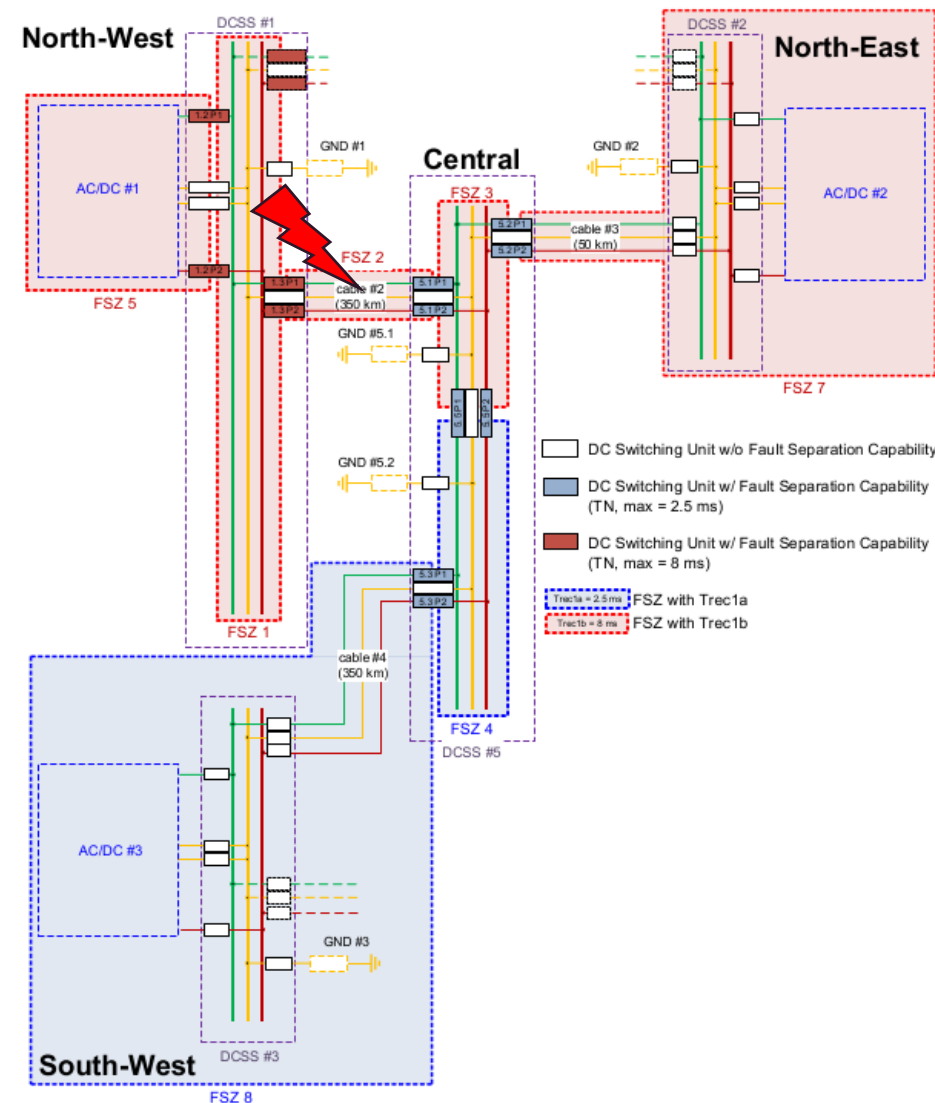 DCSS #1
North-West
1.2P1
AC/DC #1
1.2P2
FSZ 5
GND #1
FSZ 2
1.3P1
cable #2
(350 km)
1.3P2
FSZ 1
Central
FSZ 3
5.1P1
5.1P2
5.2P1
5.2P2
cable #3
(50 km)
GND #5.1
5.5P1
5.5P2
GND #5.2
5.3P1
5.3P2
FSZ 4
DCSS #5
DCSS #2
North-East
GND #2
AC/DC #2
FSZ 7
DC Switching Unit w/o Fault Separation Capability
DC Switching Unit w/ Fault Separation Capability
(TN, max = 2.5 ms)
DC Switching Unit w/ Fault Separation Capability
(TN, max = 8 ms)
Trec1a = 2.5 ms
FSZ with Trec1a
Trec1b = 8 ms
FSZ with Trec1b
cable #4
(350 km)
AC/DC #3
GND #3
DCSS #3
South-West
FSZ 8